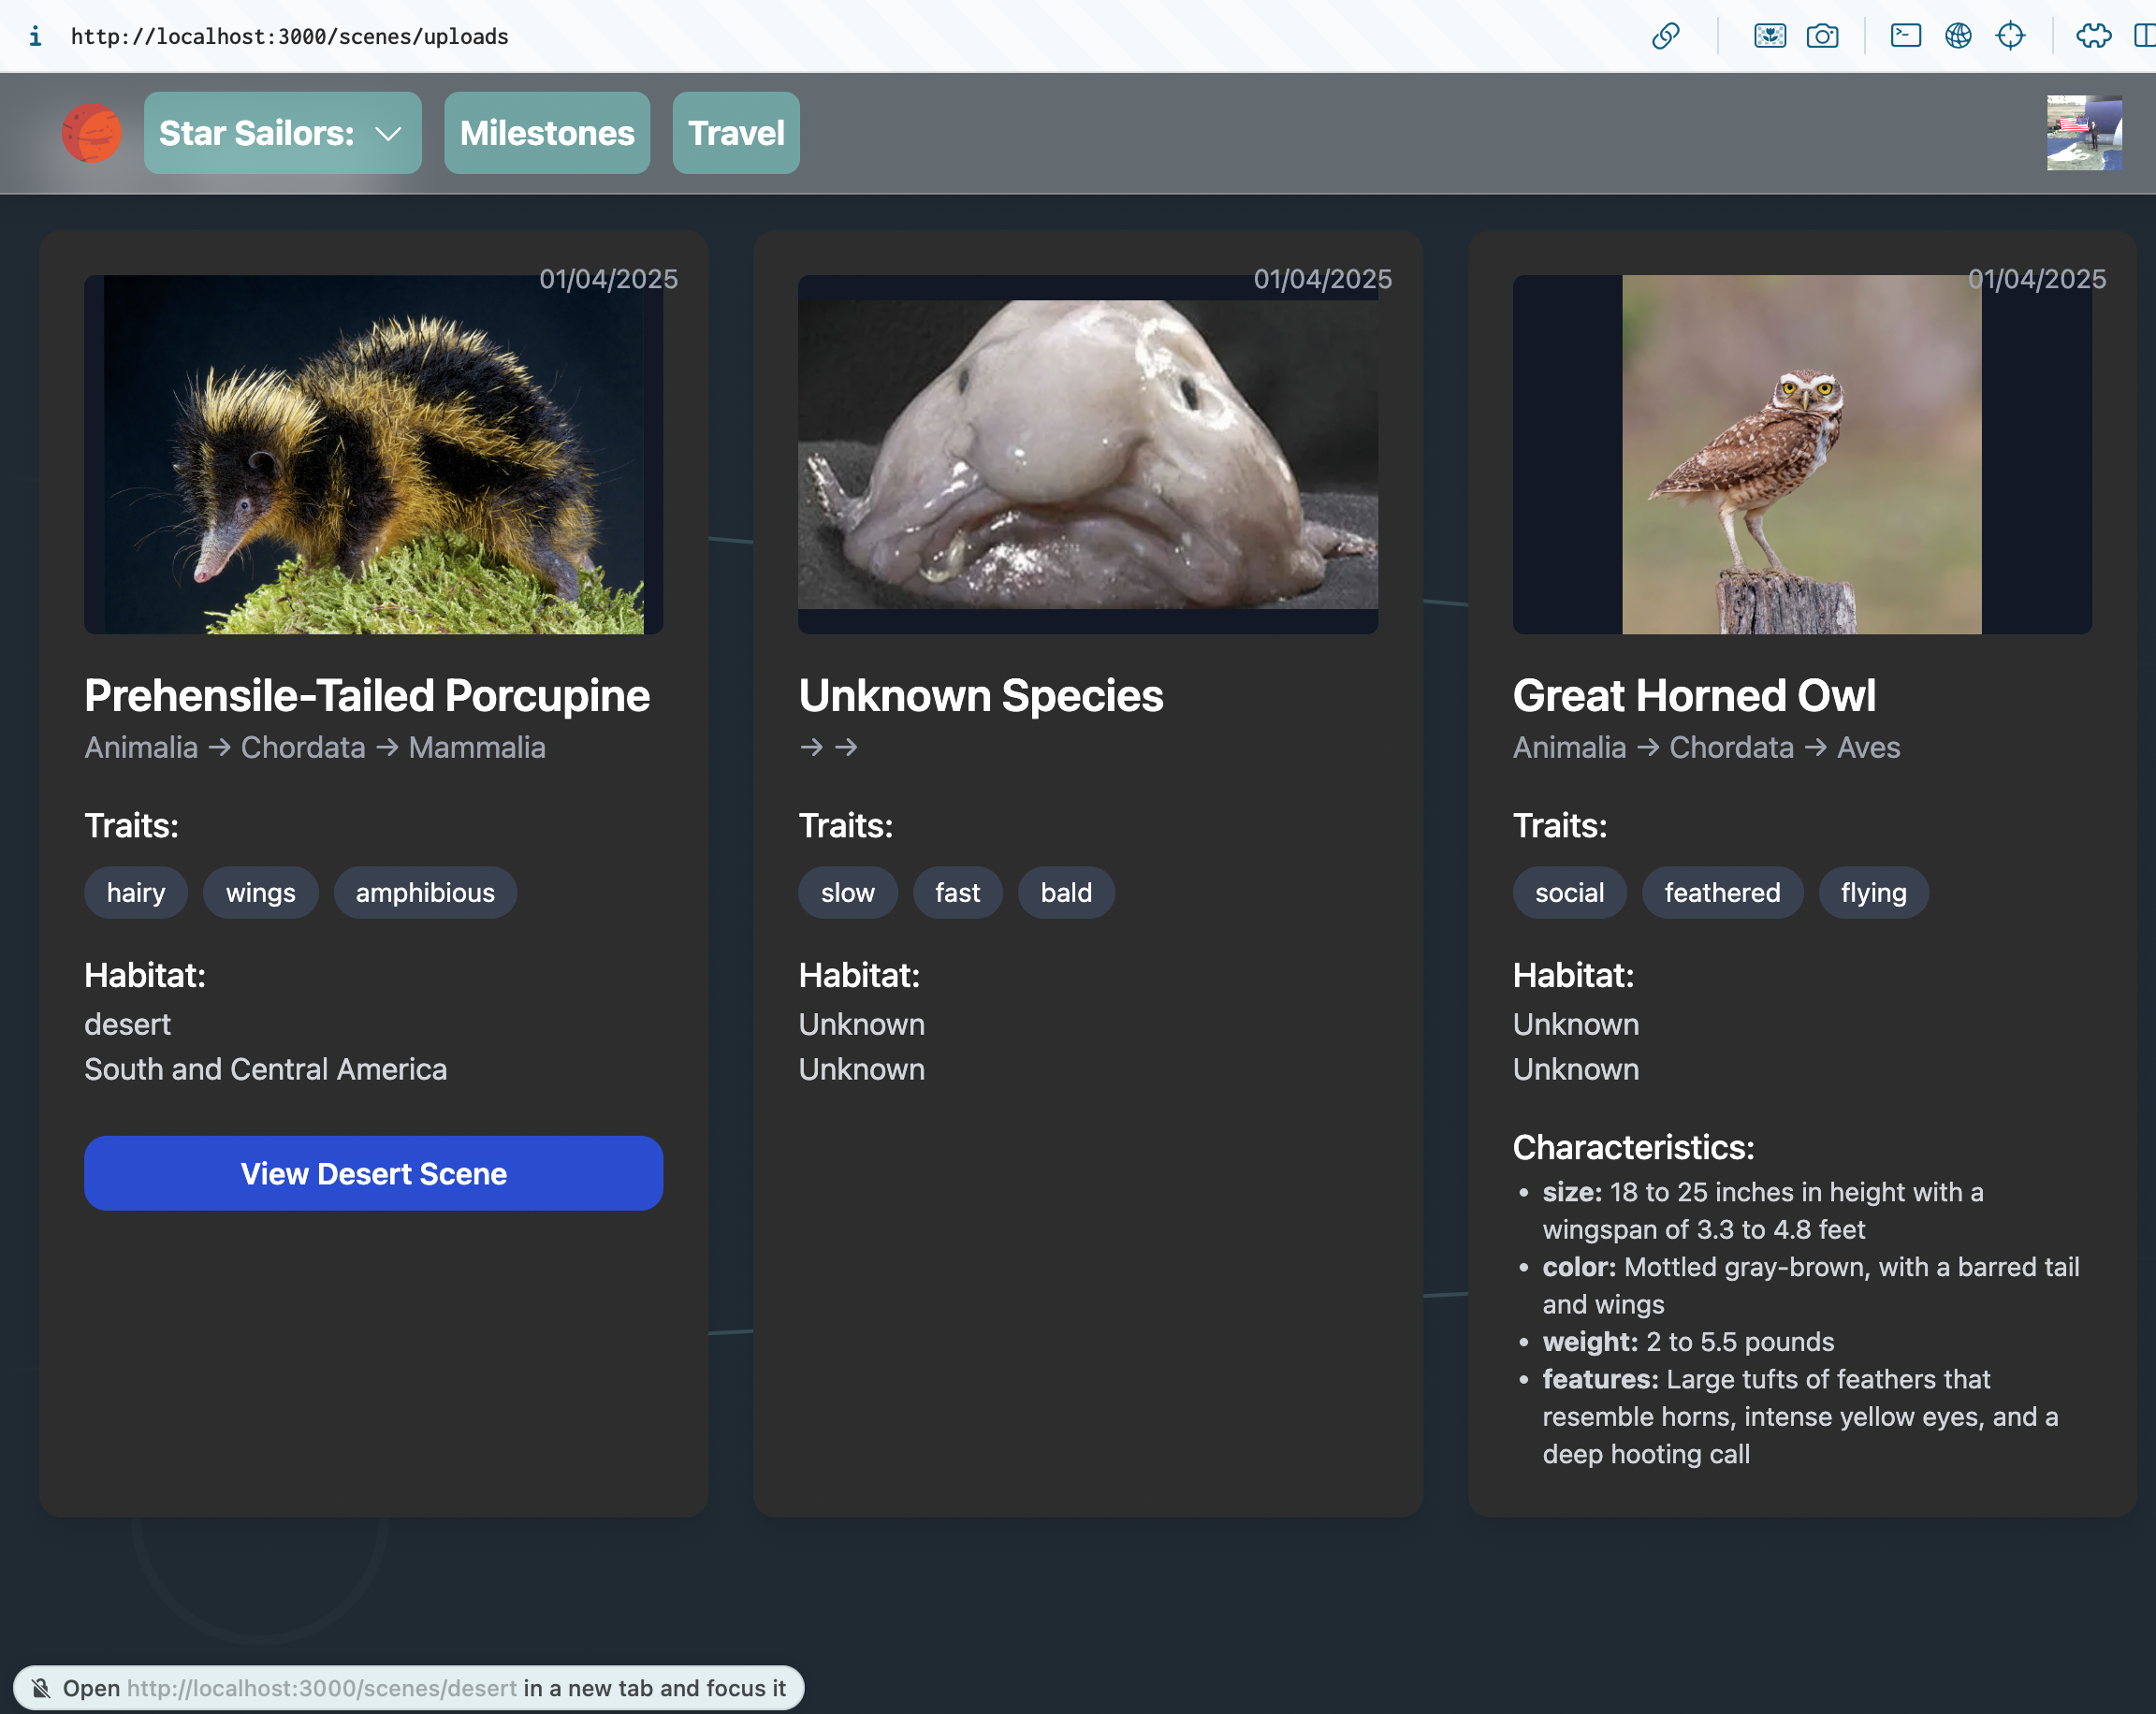 http://localhost:3000/scenes/uploads
Star Sailors:
Milestones
Travel
01/04/2025
Prehensile-Tailed Porcupine
Animalia → Chordata → Mammalia
Traits:
hairy
wings
amphibious
Habitat:
desert
South and Central America
View Desert Scene
01/04/2025
Unknown Species
→ →
Traits:
slow
fast
bald
Habitat:
Unknown
Unknown
01/04/2025
Great Horned Owl
Animalia → Chordata → Aves
Traits:
social
feathered
flying
Habitat:
Unknown
Unknown
Characteristics:
• size: 18 to 25 inches in height with a
wingspan of 3.3 to 4.8 feet
• color: Mottled gray-brown, with a barred tail
and wings
• weight: 2 to 5.5 pounds
• features: Large tufts of feathers that
resemble horns, intense yellow eyes, and a
deep hooting call
Open http://localhost:3000/scenes/desert in a new tab and focus it